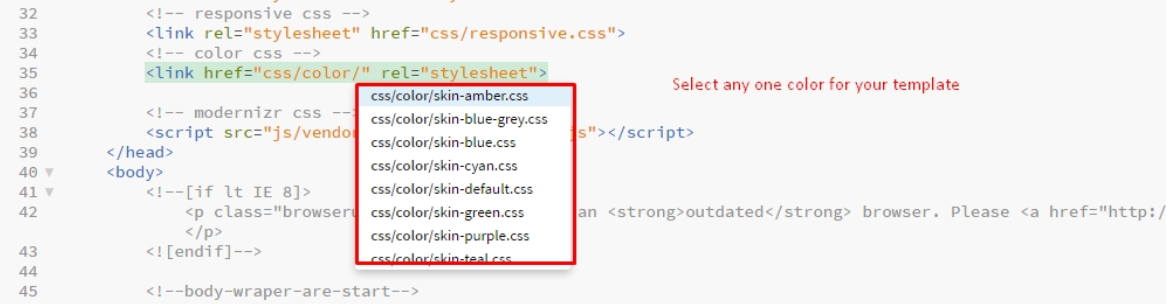 32 <!-- responsive css -->
33 <link rel="stylesheet" href="css/responsive.css">
34 <!-- color css -->
35 <link href="css/color/" rel="stylesheet">
Select any one color for your template
css/color/skin-amber.css
css/color/skin-blue-grey.css
css/color/skin-blue.css
css/color/skin-cyan.css
css/color/skin-default.css
css/color/skin-green.css
css/color/skin-purple.css
css/color/skin-teal.css
36
37 <!-- modernizr css --
38 <script src="js/vendor js"></script>
39 </head>
40 <body>
41 <!--[if lt IE 8]>
42 <p class="browser an <strong>outdated</strong> browser. Please <a href="http:/
</p>
43 <![endif]-->
44
45 <!--body-wraper-are-start-->